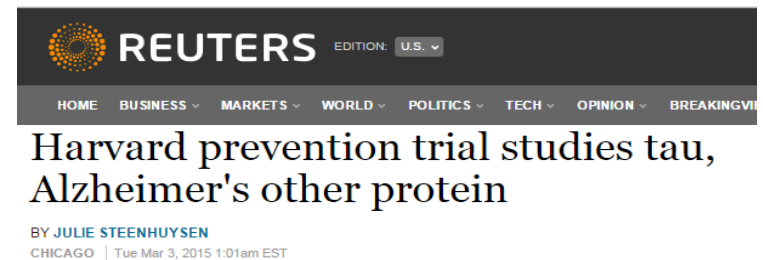 REUTERS EDITION: U.S.
HOME BUSINESS MARKETS WORLD POLITICS TECH OPINION BREAKINGVI
Harvard prevention trial studies tau,
Alzheimer's other protein
BY JULIE STEENHUYSEN
CHICAGO | Tue Mar 3, 2015 1:01am EST